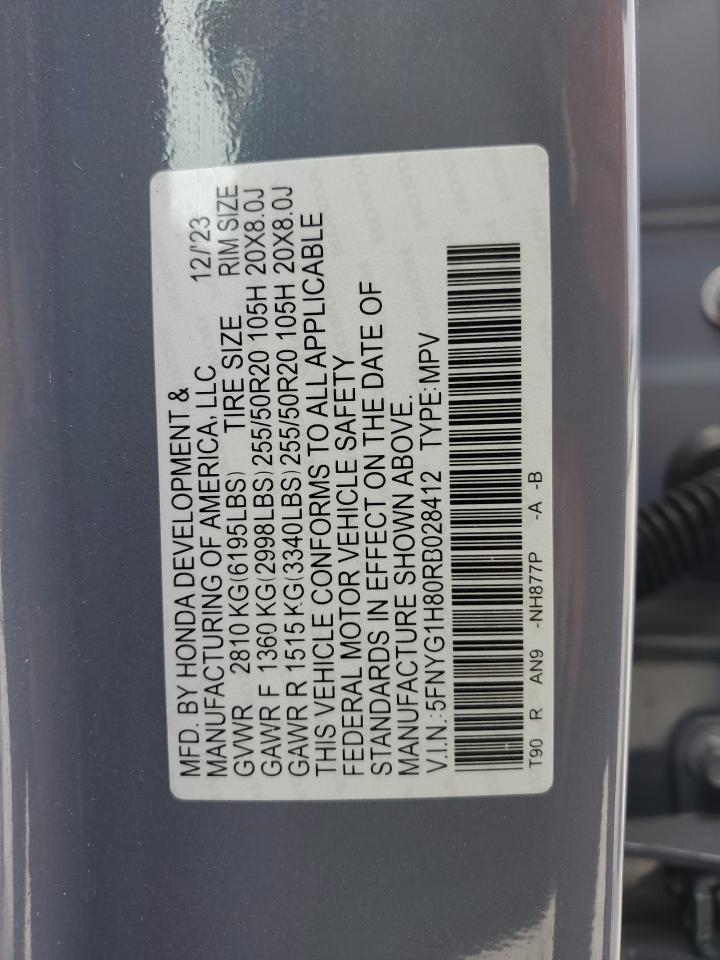 MFD. BY HONDA DEVELOPMENT &
MANUFACTURING OF AMERICA, LLC 12/'23
GVWR 2810 KG(6195LBS) TIRE SIZE RIM SIZE
GAWR F 1360 KG(2998LBS) 255/50R20 105H 20X8.0J
GAWR R 1515 KG(3340LBS) 255/50R20 105H 20X8.0J
THIS VEHICLE CONFORMS TO ALL APPLICABLE
FEDERAL MOTOR VEHICLE SAFETY
STANDARDS IN EFFECT ON THE DATE OF
MANUFACTURE SHOWN ABOVE.
V.I.N.:5FNYG1H80RB028412 TYPE:MPV
T90 R AN9 -NH877P -A -B